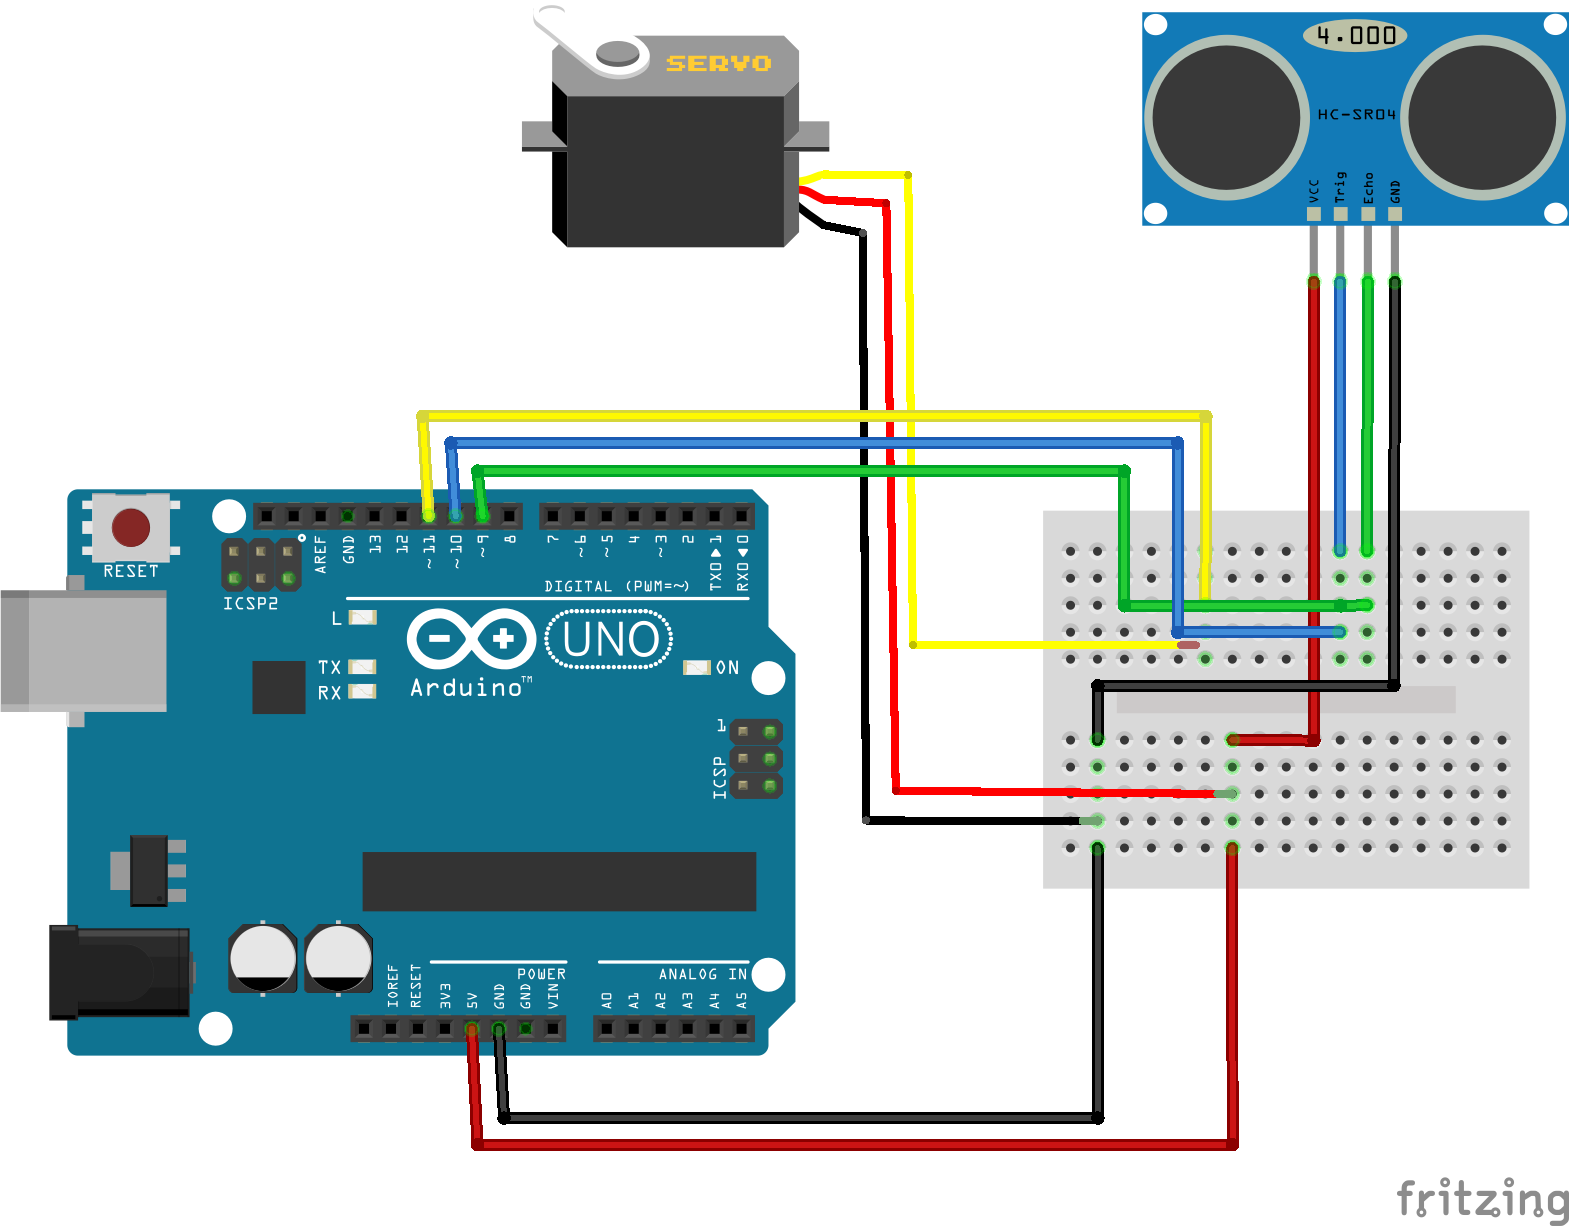 SERVO
4.000
HC-SR04
VCC
Trig
Echo
GND
RESET
ICSP2
AREF
GND
13
12
~11
~10
~9
8
7
~6
~5
4
~3
2
TX0▶1
RX0◀0
DIGITAL (PWM=~)
L
TX
RX
UNO
Arduino™
ON
1
ICSP
IOREF
RESET
3V3
5V
GND
GND
VIN
POWER
ANALOG IN
A0
A1
A2
A3
A4
A5
fritzing